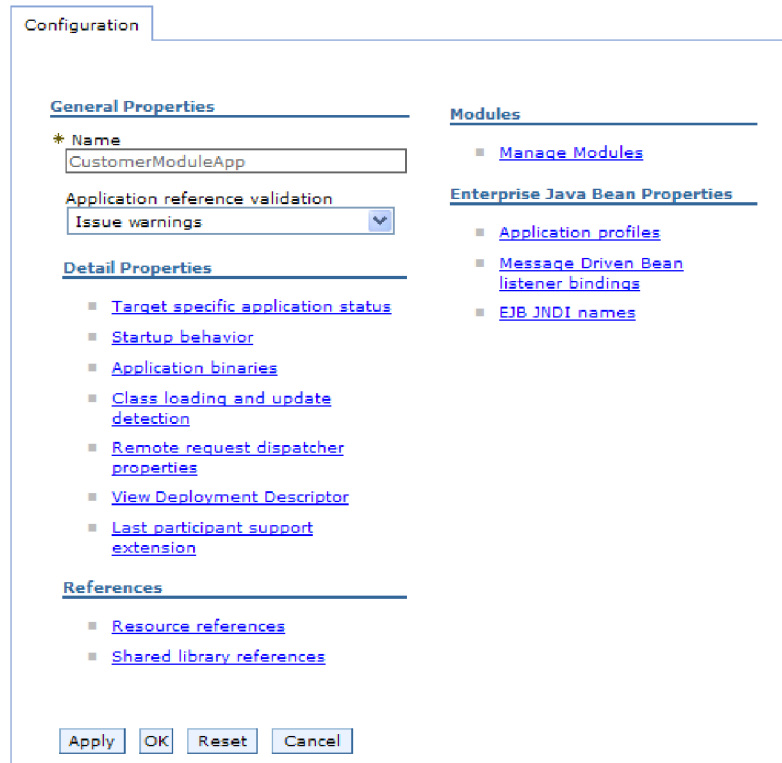 Configuration
General Properties
* Name
CustomerModuleApp
Application reference validation
Issue warnings
Detail Properties
Target specific application status
Startup behavior
Application binaries
Class loading and update
detection
Remote request dispatcher
properties
View Deployment Descriptor
Last participant support
extension
References
Resource references
Shared library references
Modules
Manage Modules
Enterprise Java Bean Properties
Application profiles
Message Driven Bean
listener bindings
EJB JNDI names
Apply OK Reset Cancel